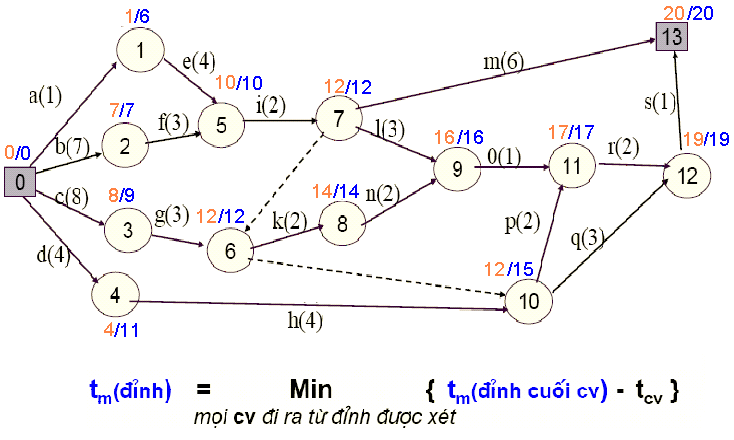 20/20
13
1/6
1
m(6)
e(4)
10/10
12/12
a(1)
i(2)
s(1)
7/7
f(3)
5
7
l(3)
17/17
19/19
0/0
b(7)
2
16/16
r(2)
0
9
0(1)
11
12
c(8)
8/9
g(3)
12/12
14/14
n(2)
3
k(2)
8
p(2)
q(3)
d(4)
6
12/15
4
10
4/11
h(4)
tm(đỉnh) = Min { tm(đỉnh cuối cv) - tcv }
mọi cv đi ra từ đỉnh được xét